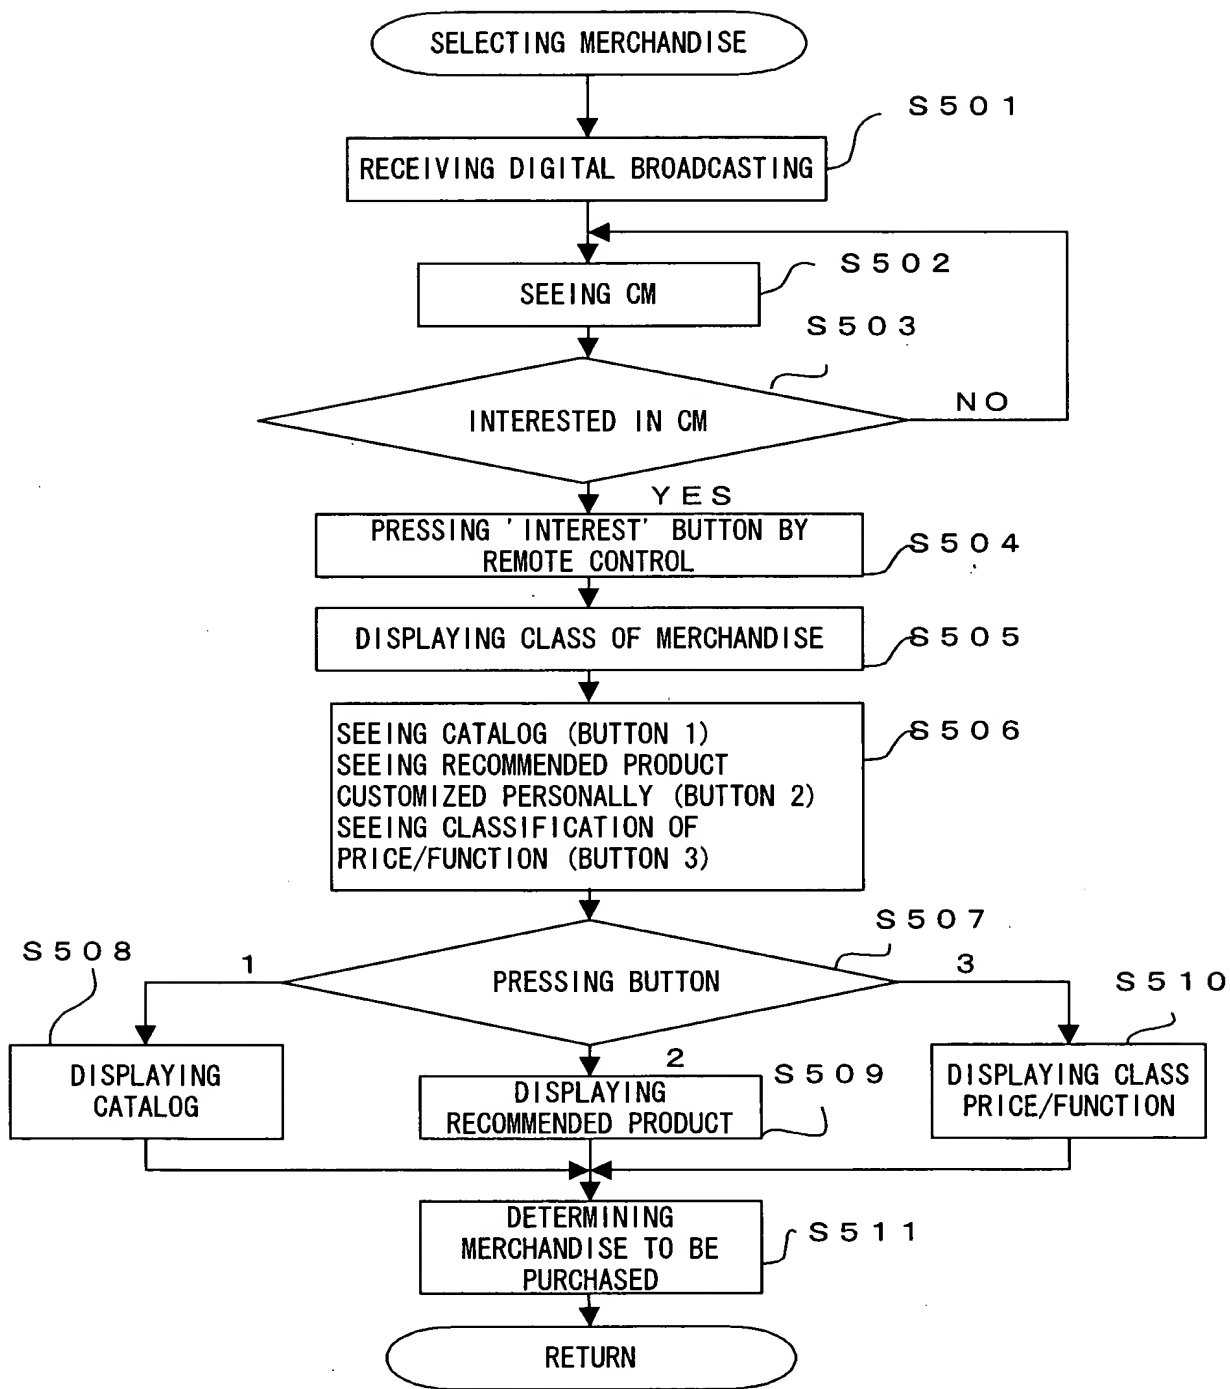 SELECTING MERCHANDISE
S501
RECEIVING DIGITAL BROADCASTING
S502
SEEING CM
S503
INTERESTED IN CM
NO
YES
PRESSING 'INTEREST' BUTTON BY
REMOTE CONTROL
S504
DISPLAYING CLASS OF MERCHANDISE
S505
SEEING CATALOG (BUTTON 1)
SEEING RECOMMENDED PRODUCT
CUSTOMIZED PERSONALLY (BUTTON 2)
SEEING CLASSIFICATION OF
PRICE/FUNCTION (BUTTON 3)
S506
S507
PRESSING BUTTON
1
2
3
S508
DISPLAYING
CATALOG
S509
DISPLAYING
RECOMMENDED PRODUCT
S510
DISPLAYING CLASS
PRICE/FUNCTION
DETERMINING
MERCHANDISE TO BE
PURCHASED
S511
RETURN